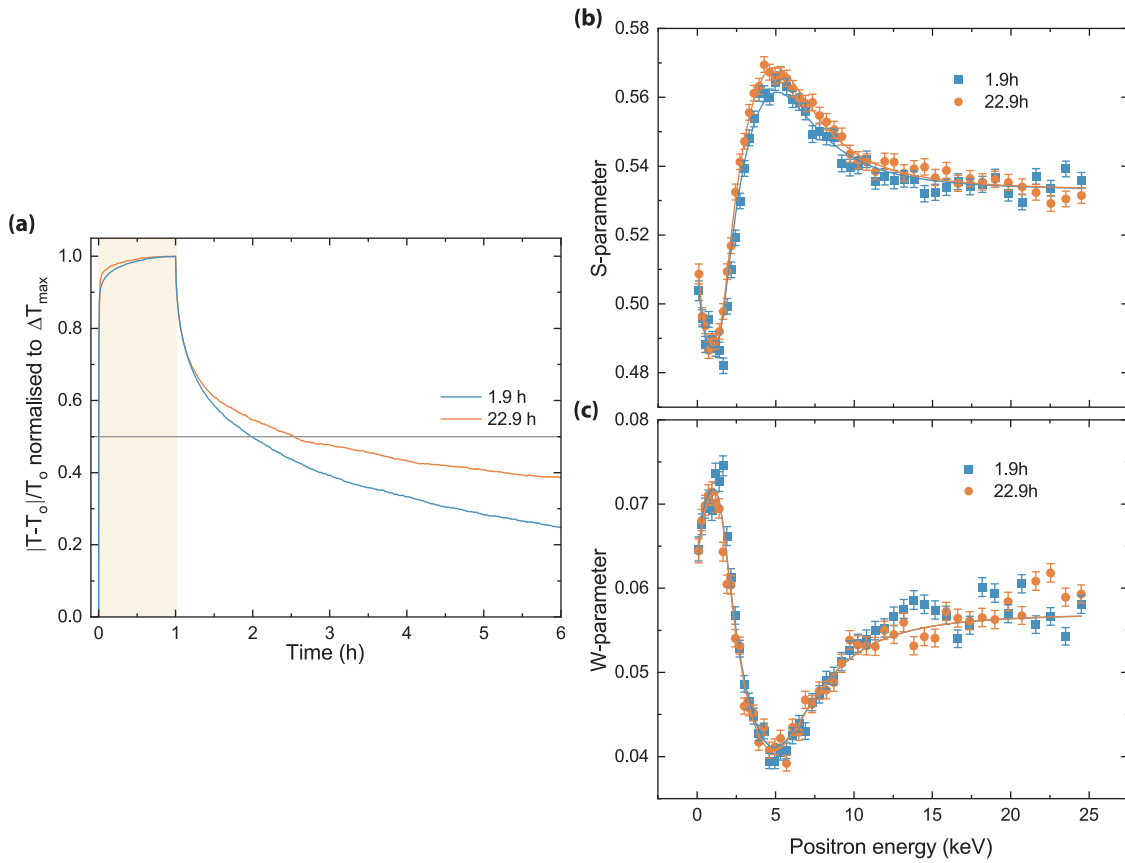 (a)
|T-T₀|/T₀ normalised to ΔTₘₐₓ
1.0
0.8
0.6
0.4
0.2
0.0
1.9 h
22.9 h
0 1 2 3 4 5 6
Time (h)
(b)
S-parameter
0.58
0.56
0.54
0.52
0.50
0.48
1.9h
22.9h
(c)
W-parameter
0.08
0.07
0.06
0.05
0.04
1.9h
22.9h
0 5 10 15 20 25
Positron energy (keV)